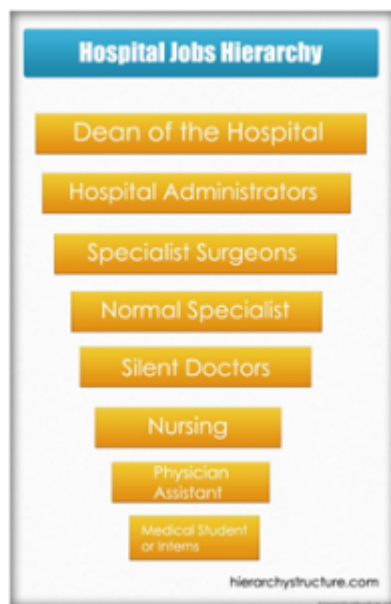 Hospital Jobs Hierarchy
Dean of the Hospital
Hospital Administrators
Specialist Surgeons
Normal Specialist
Silent Doctors
Nursing
Physician
Assistant
Medical Student
or Interns
hierarchystructure.com